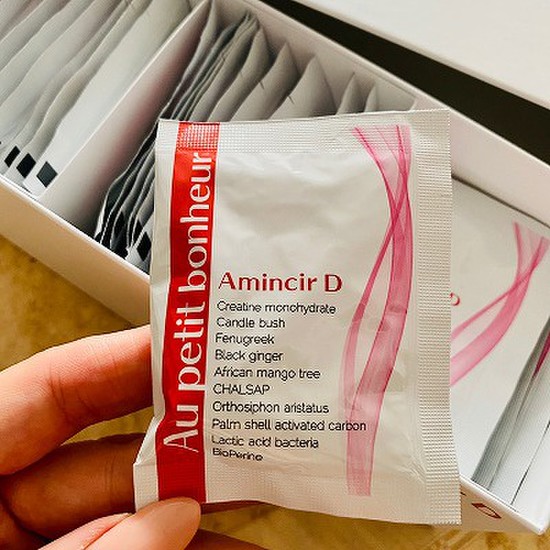 Au petit bonheur
Amincir D
Creatine monohydrate
Candle bush
Fenugreek
Black ginger
African mango tree
CHALSAP
Orthosiphon aristatus
Palm shell activated carbon
Lactic acid bacteria
BioPerine
D
D